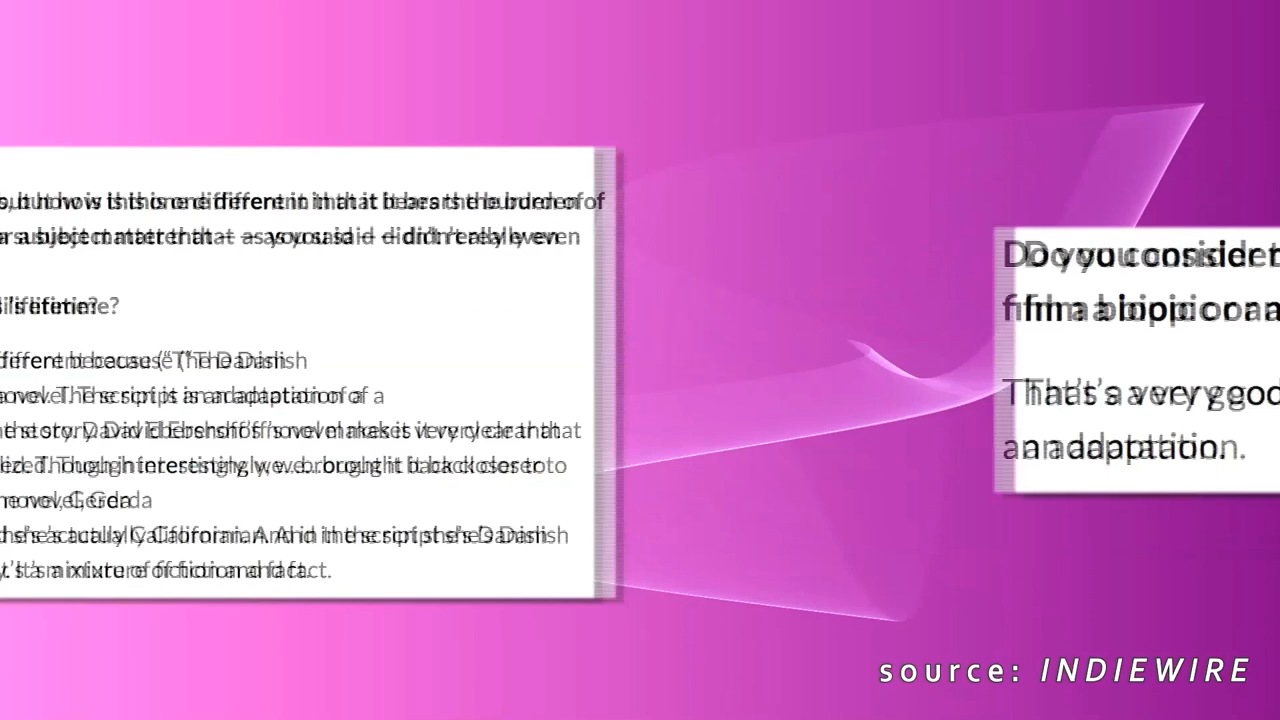 but how is this one different in that it bears the burden of
a subject matter that — as you said — didn't really even
lifetime?
different because (“The Danish
novel. The script is an adaptation of a
the story. David Ebershoff's novel makes it very clear that
Though interestingly, we brought it back closer to
novel, Gerda
she's actually Californian. And in the script she's Danish
It's a mixture of fiction and fact.
Do you consider
film a biopic or an
That's a very good
an adaptation.
source: INDIEWIRE